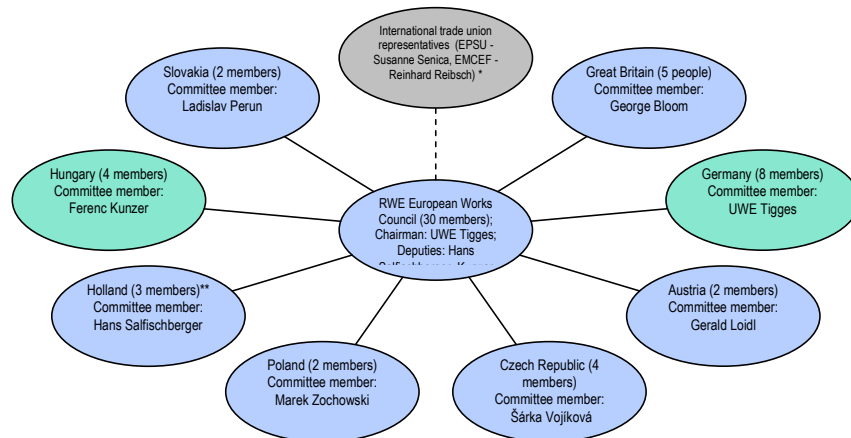 International trade union
representatives (EPSU -
Susanne Senica, EMCEF -
Reinhard Reibsch) *
Slovakia (2 members)
Committee member:
Ladislav Perun
Great Britain (5 people)
Committee member:
George Bloom
Hungary (4 members)
Committee member:
Ferenc Kunzer
RWE European Works
Council (30 members);
Chairman: UWE Tigges;
Deputies: Hans
Germany (8 members)
Committee member:
UWE Tigges
Holland (3 members)**
Committee member:
Hans Salfischberger
Austria (2 members)
Committee member:
Gerald Loidl
Poland (2 members)
Committee member:
Marek Zochowski
Czech Republic (4
members)
Committee member:
Šárka Vojíková